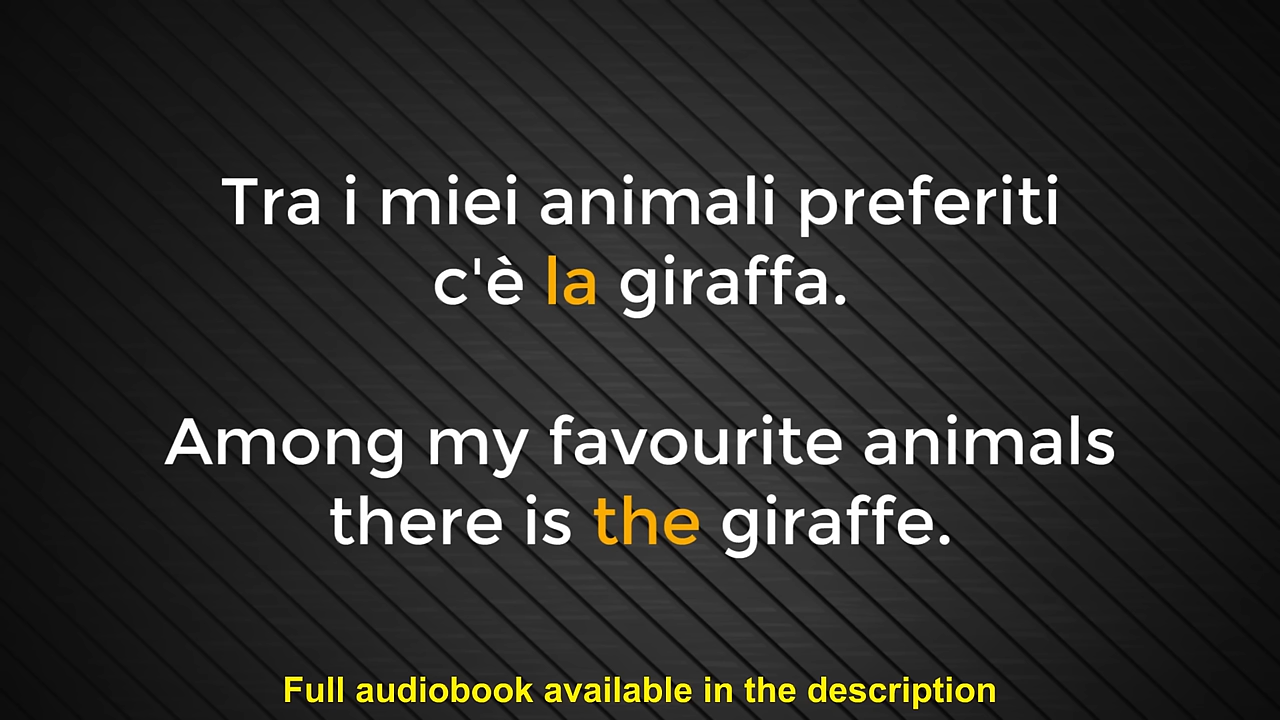 Tra i miei animali preferiti
c'è la giraffa.
Among my favourite animals
there is the giraffe.
Full audiobook available in the description